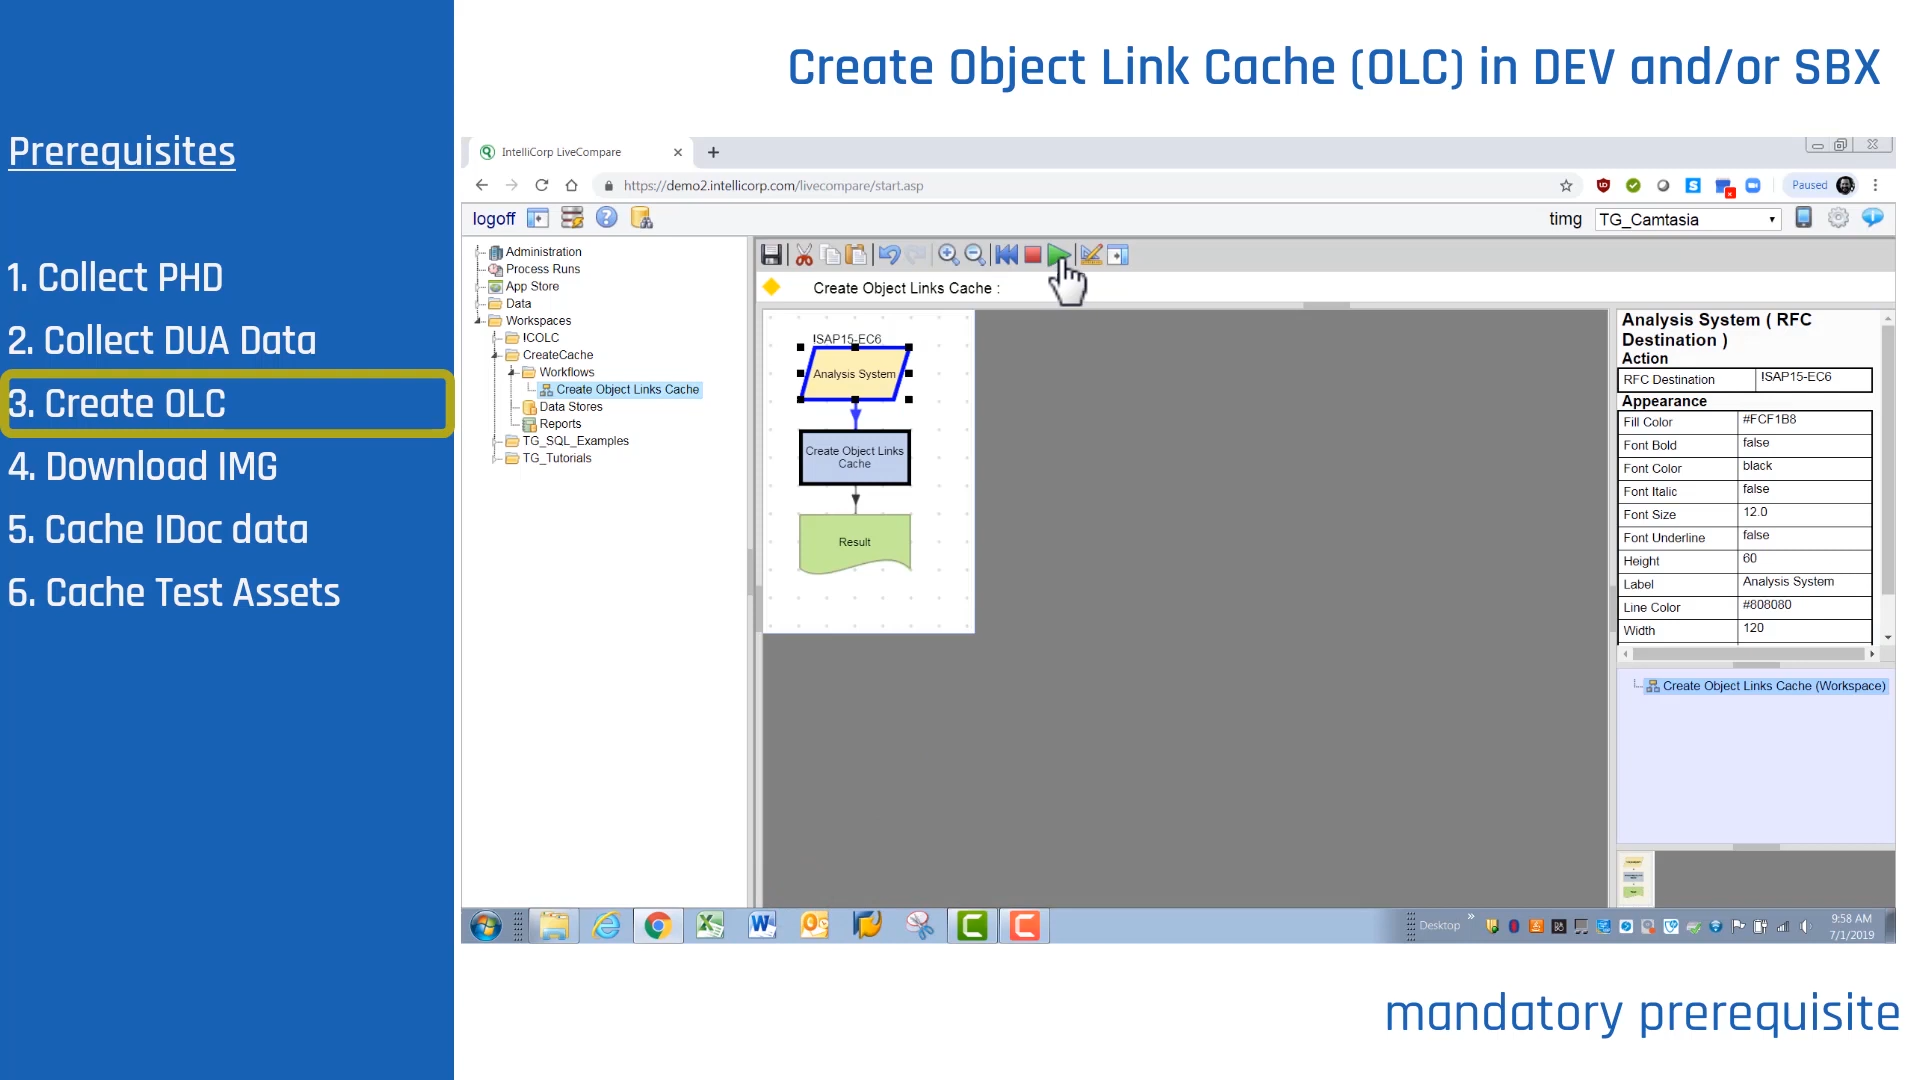 Create Object Link Cache (OLC) in DEV and/or SBX
Prerequisites
1. Collect PHD
2. Collect DUA Data
3. Create OLC
4. Download IMG
5. Cache IDoc data
6. Cache Test Assets
IntelliCorp LiveCompare
https://demo2.intellicorp.com/livecompare/start.asp
Paused
logoff
timg
TG_Camtasia
Administration
Process Runs
App Store
Data
Workspaces
!COLC
CreateCache
Workflows
Create Object Links Cache
Data Stores
Reports
TG_SQL_Examples
TG_Tutorials
Create Object Links Cache :
!SAP15-EC6
Analysis System
Create Object Links
Cache
Result
Analysis System ( RFC
Destination )
Action
RFC Destination !SAP15-EC6
Appearance
Fill Color #FCF1B8
Font Bold false
Font Color black
Font Italic false
Font Size 12.0
Font Underline false
Height 60
Label Analysis System
Line Color #808080
Width 120
Create Object Links Cache (Workspace)
Desktop
9:58 AM
7/1/2019
mandatory prerequisite